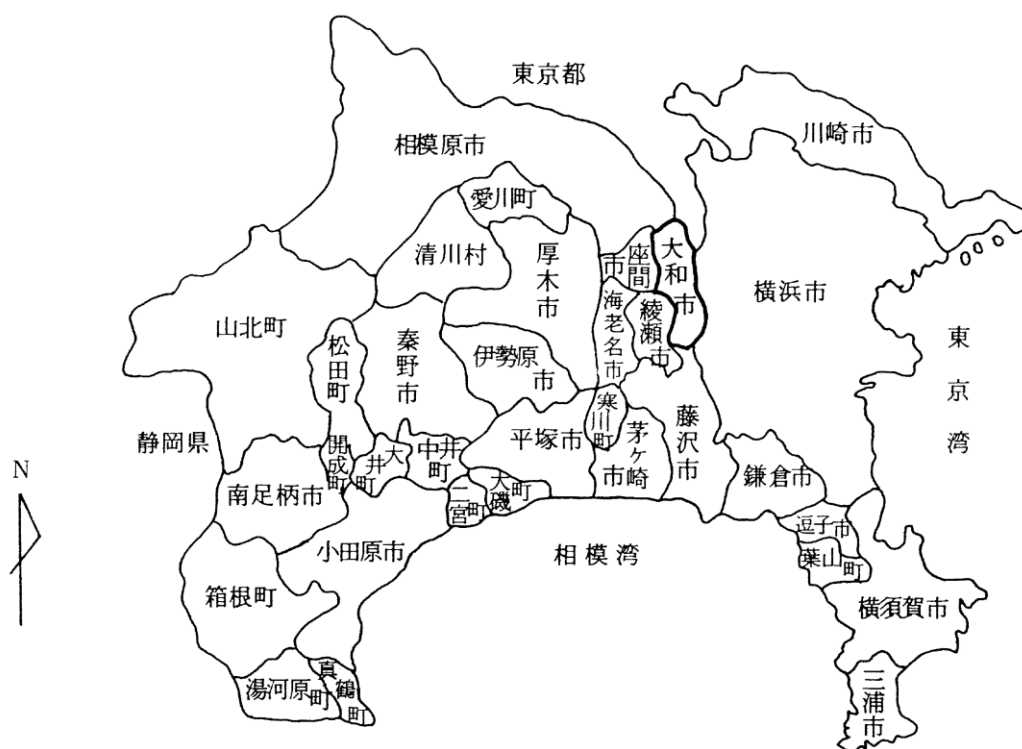 東京都
川崎市
相模原市
愛川町
清川村
厚木市
座間市
大和市
横浜市
海老名市
綾瀬市
山北町
松田町
秦野市
伊勢原市
東京湾
静岡県
開成町
大井町
中井町
平塚市
寒川町
茅ヶ崎市
藤沢市
鎌倉市
南足柄市
二宮町
大磯町
N
小田原市
相模湾
逗子市
葉山町
箱根町
横須賀市
湯河原町
真鶴町
三浦市